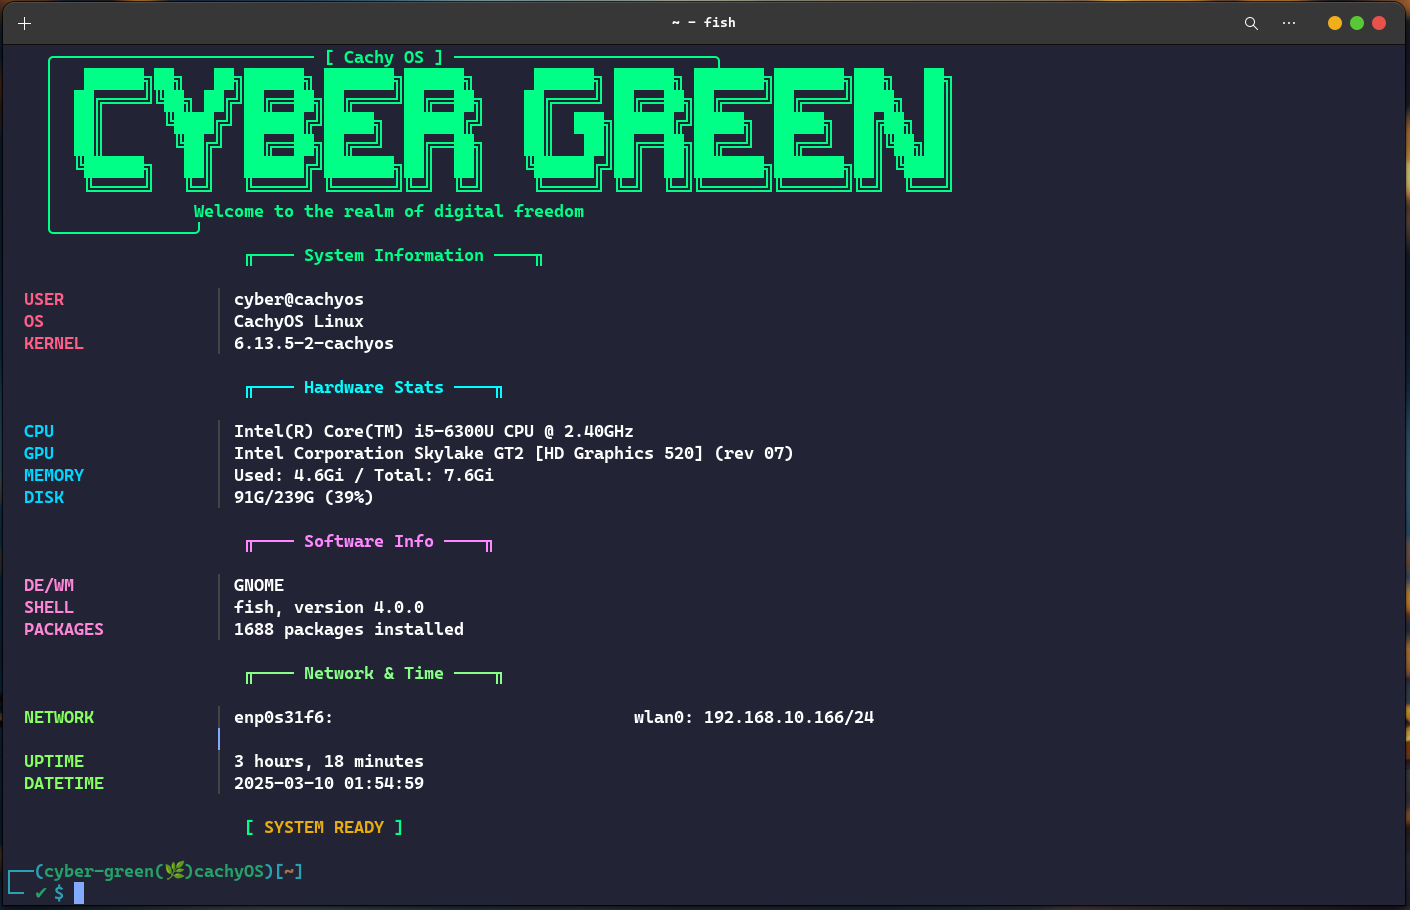 ~ - fish
[ Cachy OS ]
CYBER GREEN
Welcome to the realm of digital freedom
System Information
USER cyber@cachyos
OS CachyOS Linux
KERNEL 6.13.5-2-cachyos
Hardware Stats
CPU Intel(R) Core(TM) i5-6300U CPU @ 2.40GHz
GPU Intel Corporation Skylake GT2 [HD Graphics 520] (rev 07)
MEMORY Used: 4.6Gi / Total: 7.6Gi
DISK 91G/239G (39%)
Software Info
DE/WM GNOME
SHELL fish, version 4.0.0
PACKAGES 1688 packages installed
Network & Time
NETWORK enp0s31f6: wlan0: 192.168.10.166/24
UPTIME 3 hours, 18 minutes
DATETIME 2025-03-10 01:54:59
[ SYSTEM READY ]
┌──(cyber-green(🌿)cachyOS)[~]
└─ ✔ $